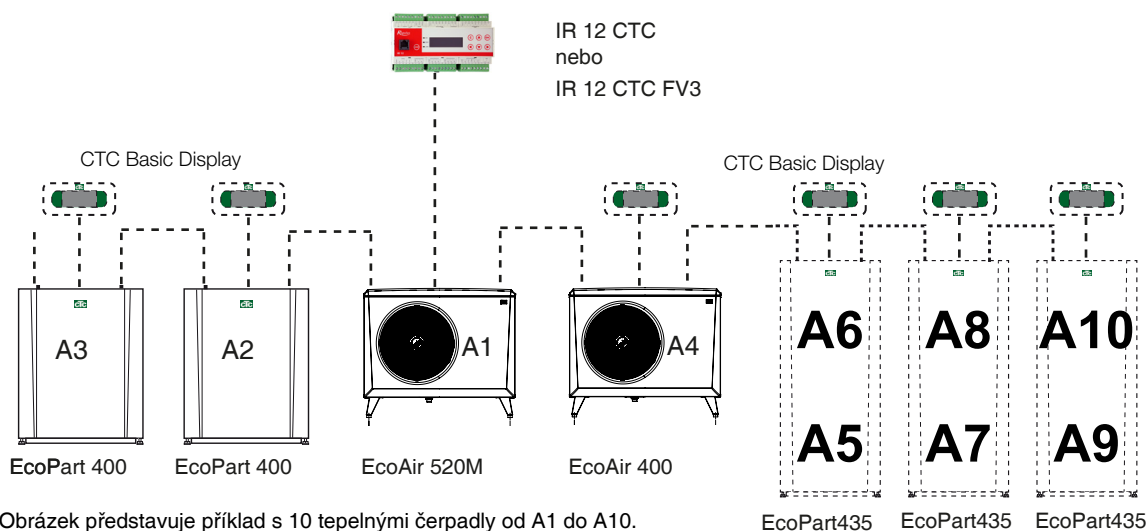 IR 12 CTC
nebo
IR 12 CTC FV3
CTC Basic Display
CTC Basic Display
A3
A2
A1
A4
A6
A8
A10
A5
A7
A9
EcoPart 400
EcoPart 400
EcoAir 520M
EcoAir 400
EcoPart435
EcoPart435
EcoPart435
Obrázek představuje příklad s 10 tepelnými čerpadly od A1 do A10.